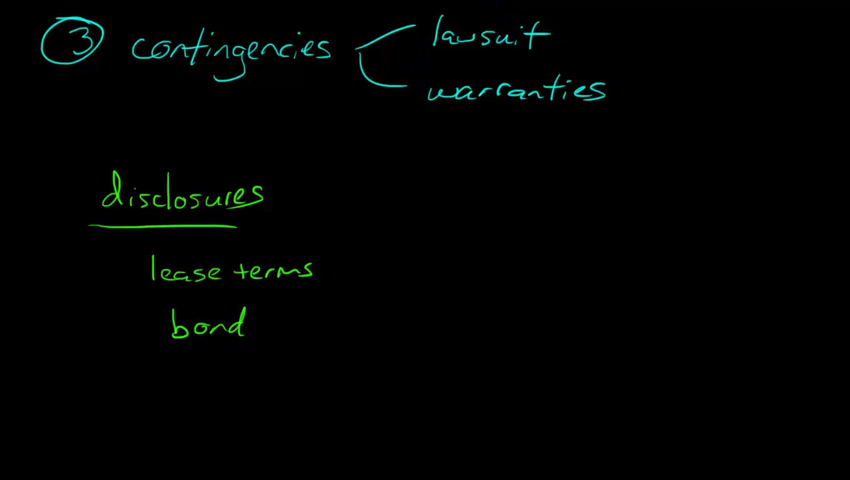 3 contingencies
lawsuit
warranties
disclosures
lease terms
bond